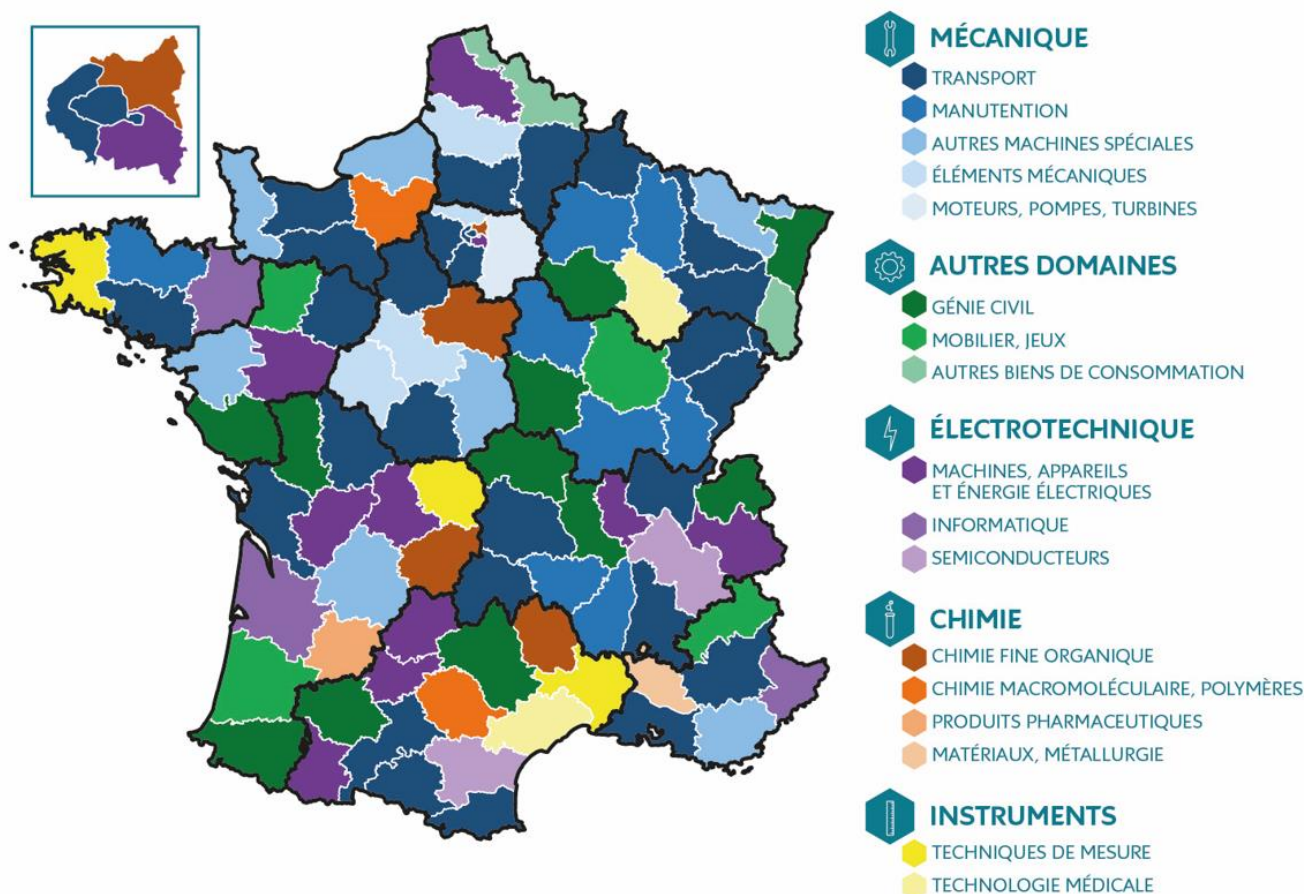 MÉCANIQUE
TRANSPORT
MANUTENTION
AUTRES MACHINES SPÉCIALES
ÉLÉMENTS MÉCANIQUES
MOTEURS, POMPES, TURBINES
AUTRES DOMAINES
GÉNIE CIVIL
MOBILIER, JEUX
AUTRES BIENS DE CONSOMMATION
ÉLECTROTECHNIQUE
MACHINES, APPAREILS
ET ÉNERGIE ÉLECTRIQUES
INFORMATIQUE
SEMICONDUCTEURS
CHIMIE
CHIMIE FINE ORGANIQUE
CHIMIE MACROMOLÉCULAIRE, POLYMÈRES
PRODUITS PHARMACEUTIQUES
MATÉRIAUX, MÉTALLURGIE
INSTRUMENTS
TECHNIQUES DE MESURE
TECHNOLOGIE MÉDICALE